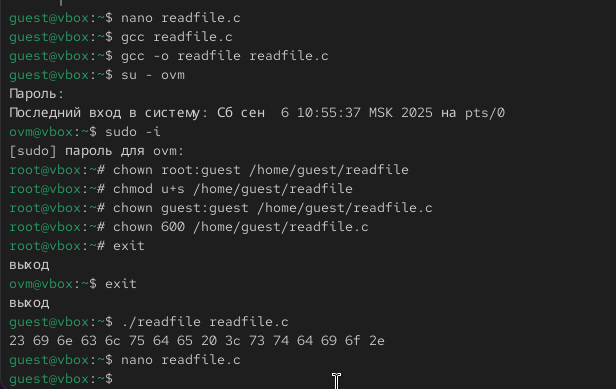 guest@vbox:~$ nano readfile.c
guest@vbox:~$ gcc readfile.c
guest@vbox:~$ gcc -o readfile readfile.c
guest@vbox:~$ su - ovm
Пароль:
Последний вход в систему: Сб сен  6 10:55:37 MSK 2025 на pts/0
ovm@vbox:~$ sudo -i
[sudo] пароль для ovm:
root@vbox:~# chown root:guest /home/guest/readfile
root@vbox:~# chmod u+s /home/guest/readfile
root@vbox:~# chown guest:guest /home/guest/readfile.c
root@vbox:~# chown 600 /home/guest/readfile.c
root@vbox:~# exit
выход
ovm@vbox:~$ exit
выход
guest@vbox:~$ ./readfile readfile.c
23 69 6e 63 6c 75 64 65 20 3c 73 74 64 69 6f 2e
guest@vbox:~$ nano readfile.c
guest@vbox:~$